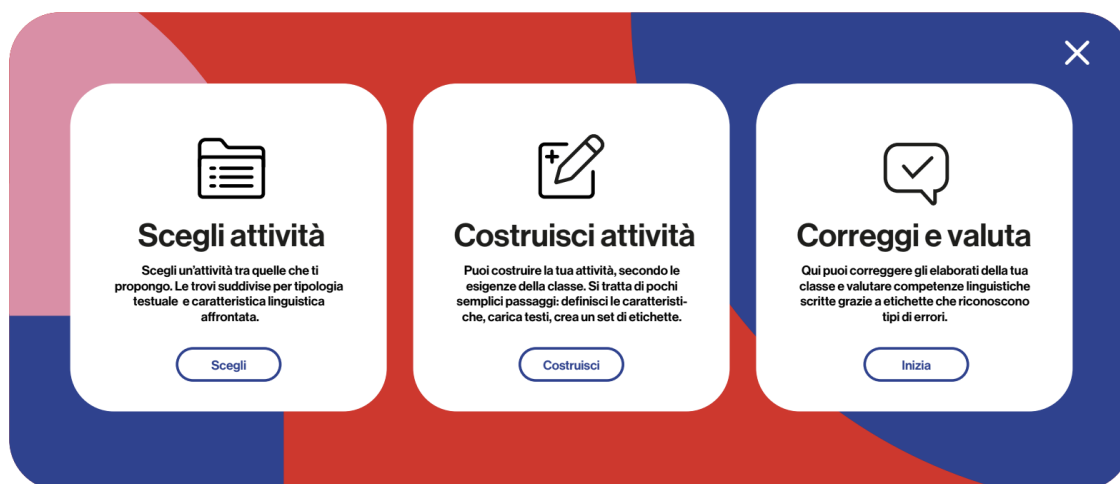 Scegli attività
Scegli un'attività tra quelle che ti
propongo. Le trovi suddivise per tipologia
testuale e caratteristica linguistica
affrontata.
Scegli
Costruisci attività
Puoi costruire la tua attività, secondo le
esigenze della classe. Si tratta di pochi
semplici passaggi: definisci le caratteristi-
che, carica testi, crea un set di etichette.
Costruisci
Correggi e valuta
Qui puoi correggere gli elaborati della tua
classe e valutare competenze linguistiche
scritte grazie a etichette che riconoscono
tipi di errori.
Inizia